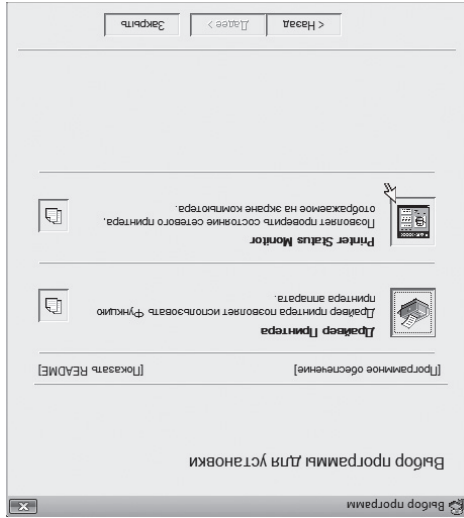 Выбор программ
Выбор программы для установки
[Программное обеспечение] [Показать README]
Драйвер Принтера
Драйвер принтера позволяет использовать Функцию
принтера аппарата.
Printer Status Monitor
Позволяет проверить состояние сетевого принтера,
отображаемое на экране компьютера.
< Назад Далее > Закрыть